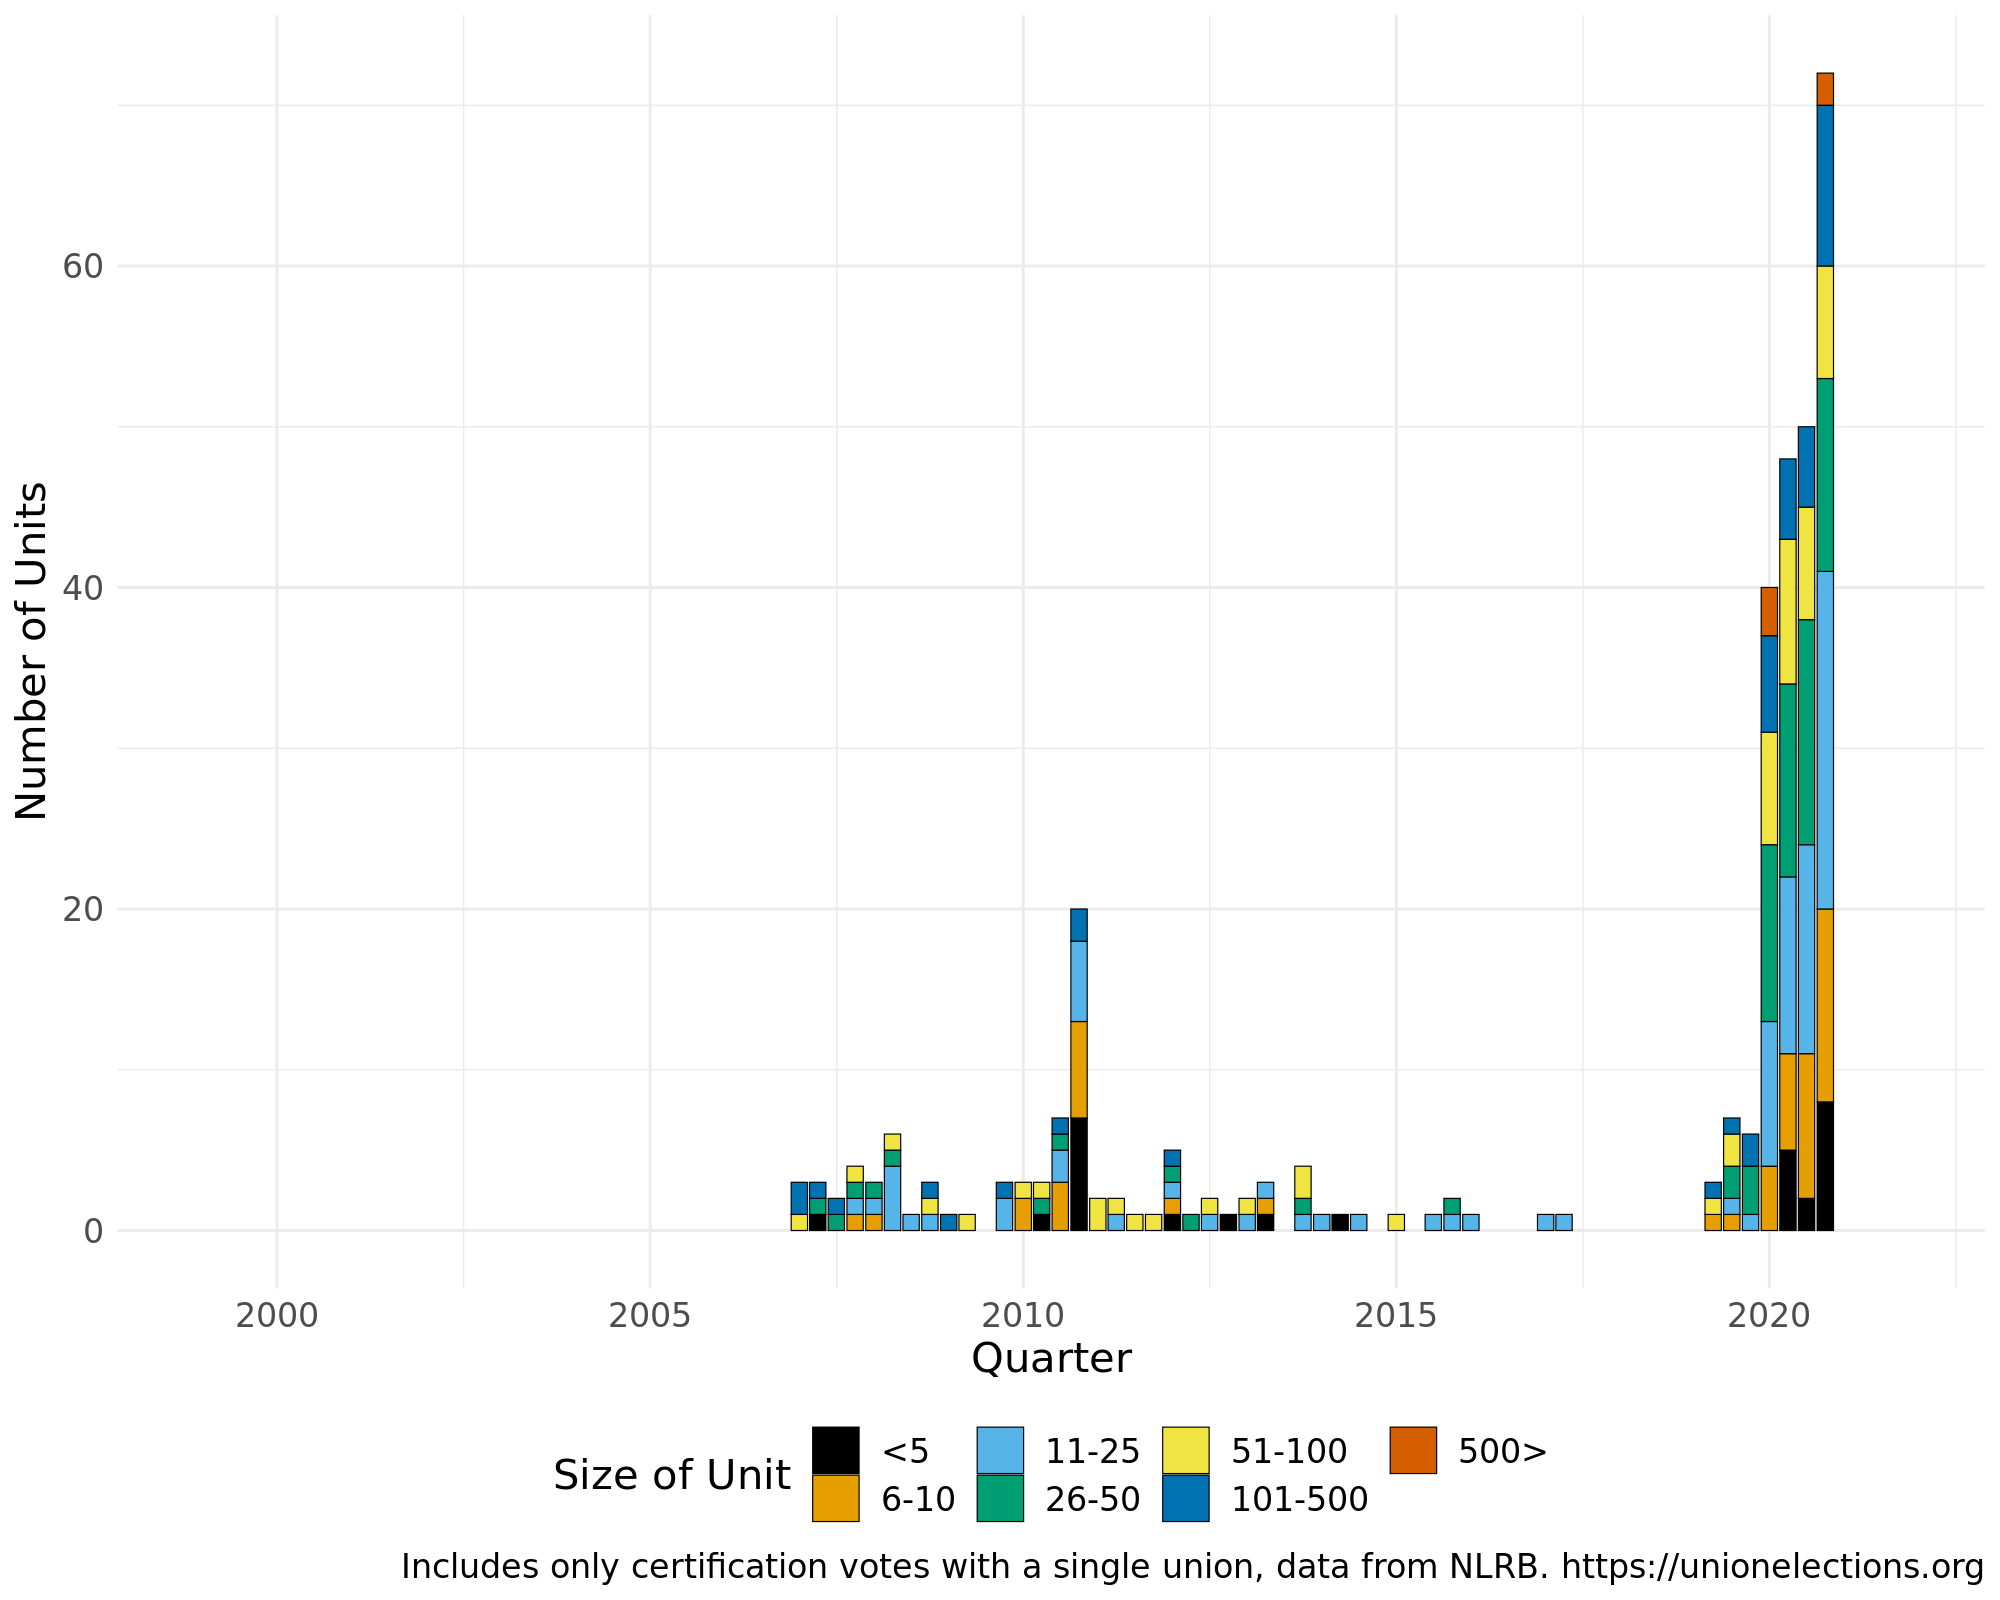 60
40
20
0
Number of Units
2000 2005 2010 2015 2020
Quarter
Size of Unit
<5 11-25 51-100 500>
6-10 26-50 101-500
Includes only certification votes with a single union, data from NLRB. https://unionelections.org